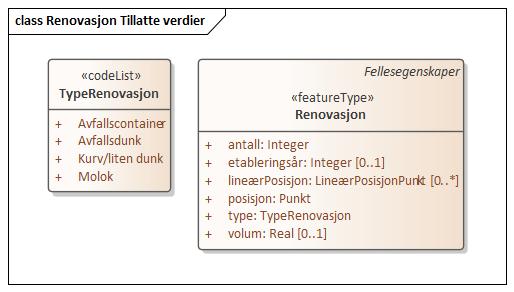 class Renovasjon Tillatte verdier
«codeList»
TypeRenovasjon
+ Avfallscontainer
+ Avfallsdunk
+ Kurv/liten dunk
+ Molok
Fellesegenskaper
«featureType»
Renovasjon
+ antall: Integer
+ etableringsår: Integer [0..1]
+ lineærPosisjon: LineærPosisjonPunkt [0..*]
+ posisjon: Punkt
+ type: TypeRenovasjon
+ volum: Real [0..1]